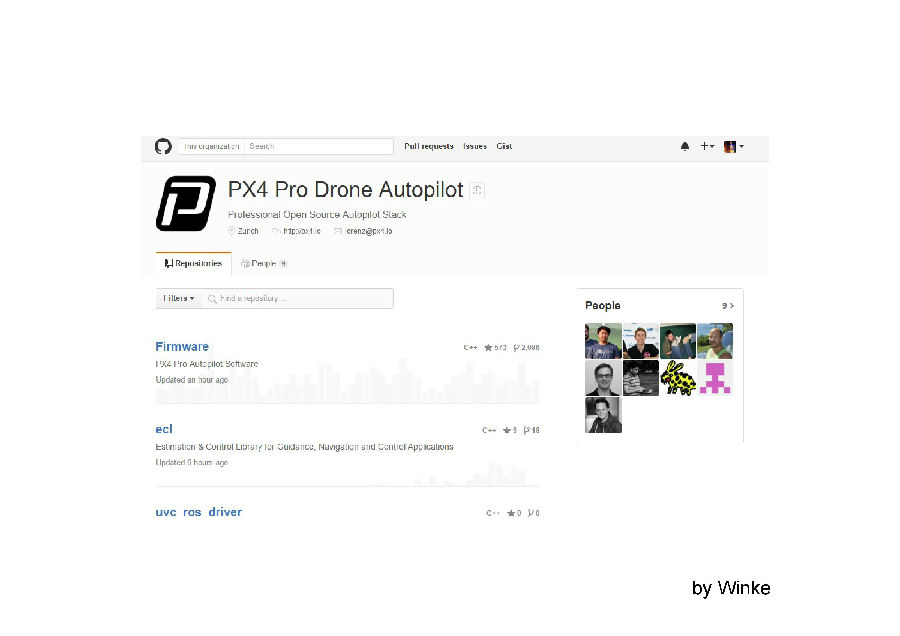 This organization Search Pull requests Issues Gist
PX4 Pro Drone Autopilot
Professional Open Source Autopilot Stack
Zurich http://px4.io lorenz@px4.io
Repositories People 9
Filters Find a repository...
People 9
Firmware C++ 573 2,086
PX4 Pro Autopilot Software
Updated an hour ago
ecl C++ 9 18
Estimation & Control Library for Guidance, Navigation and Control Applications
Updated 6 hours ago
uvc_ros_driver C++ 0 0
by Winke